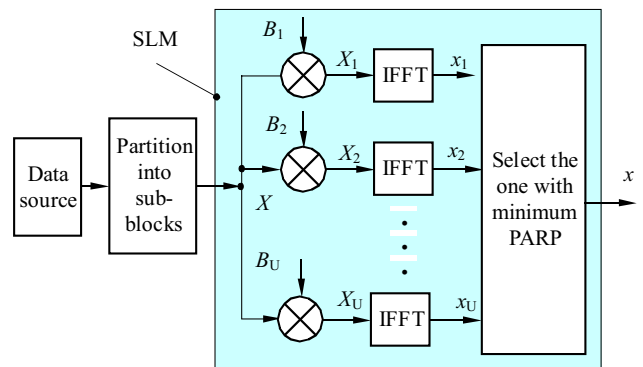 SLM
B1
X1
IFFT
x1
Data
source
Partition
into
sub-
blocks
X
B2
X2
IFFT
x2
BU
XU
IFFT
xU
Select the
one with
minimum
PARP
x